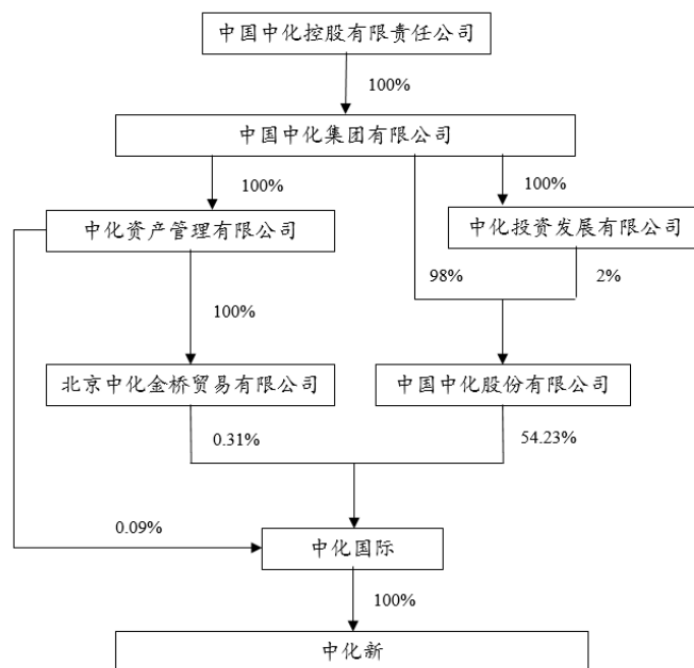 中国中化控股有限责任公司
100%
中国中化集团有限公司
100%
100%
中化资产管理有限公司
中化投资发展有限公司
98%
2%
100%
北京中化金桥贸易有限公司
中国中化股份有限公司
0.31%
54.23%
0.09%
中化国际
100%
中化新